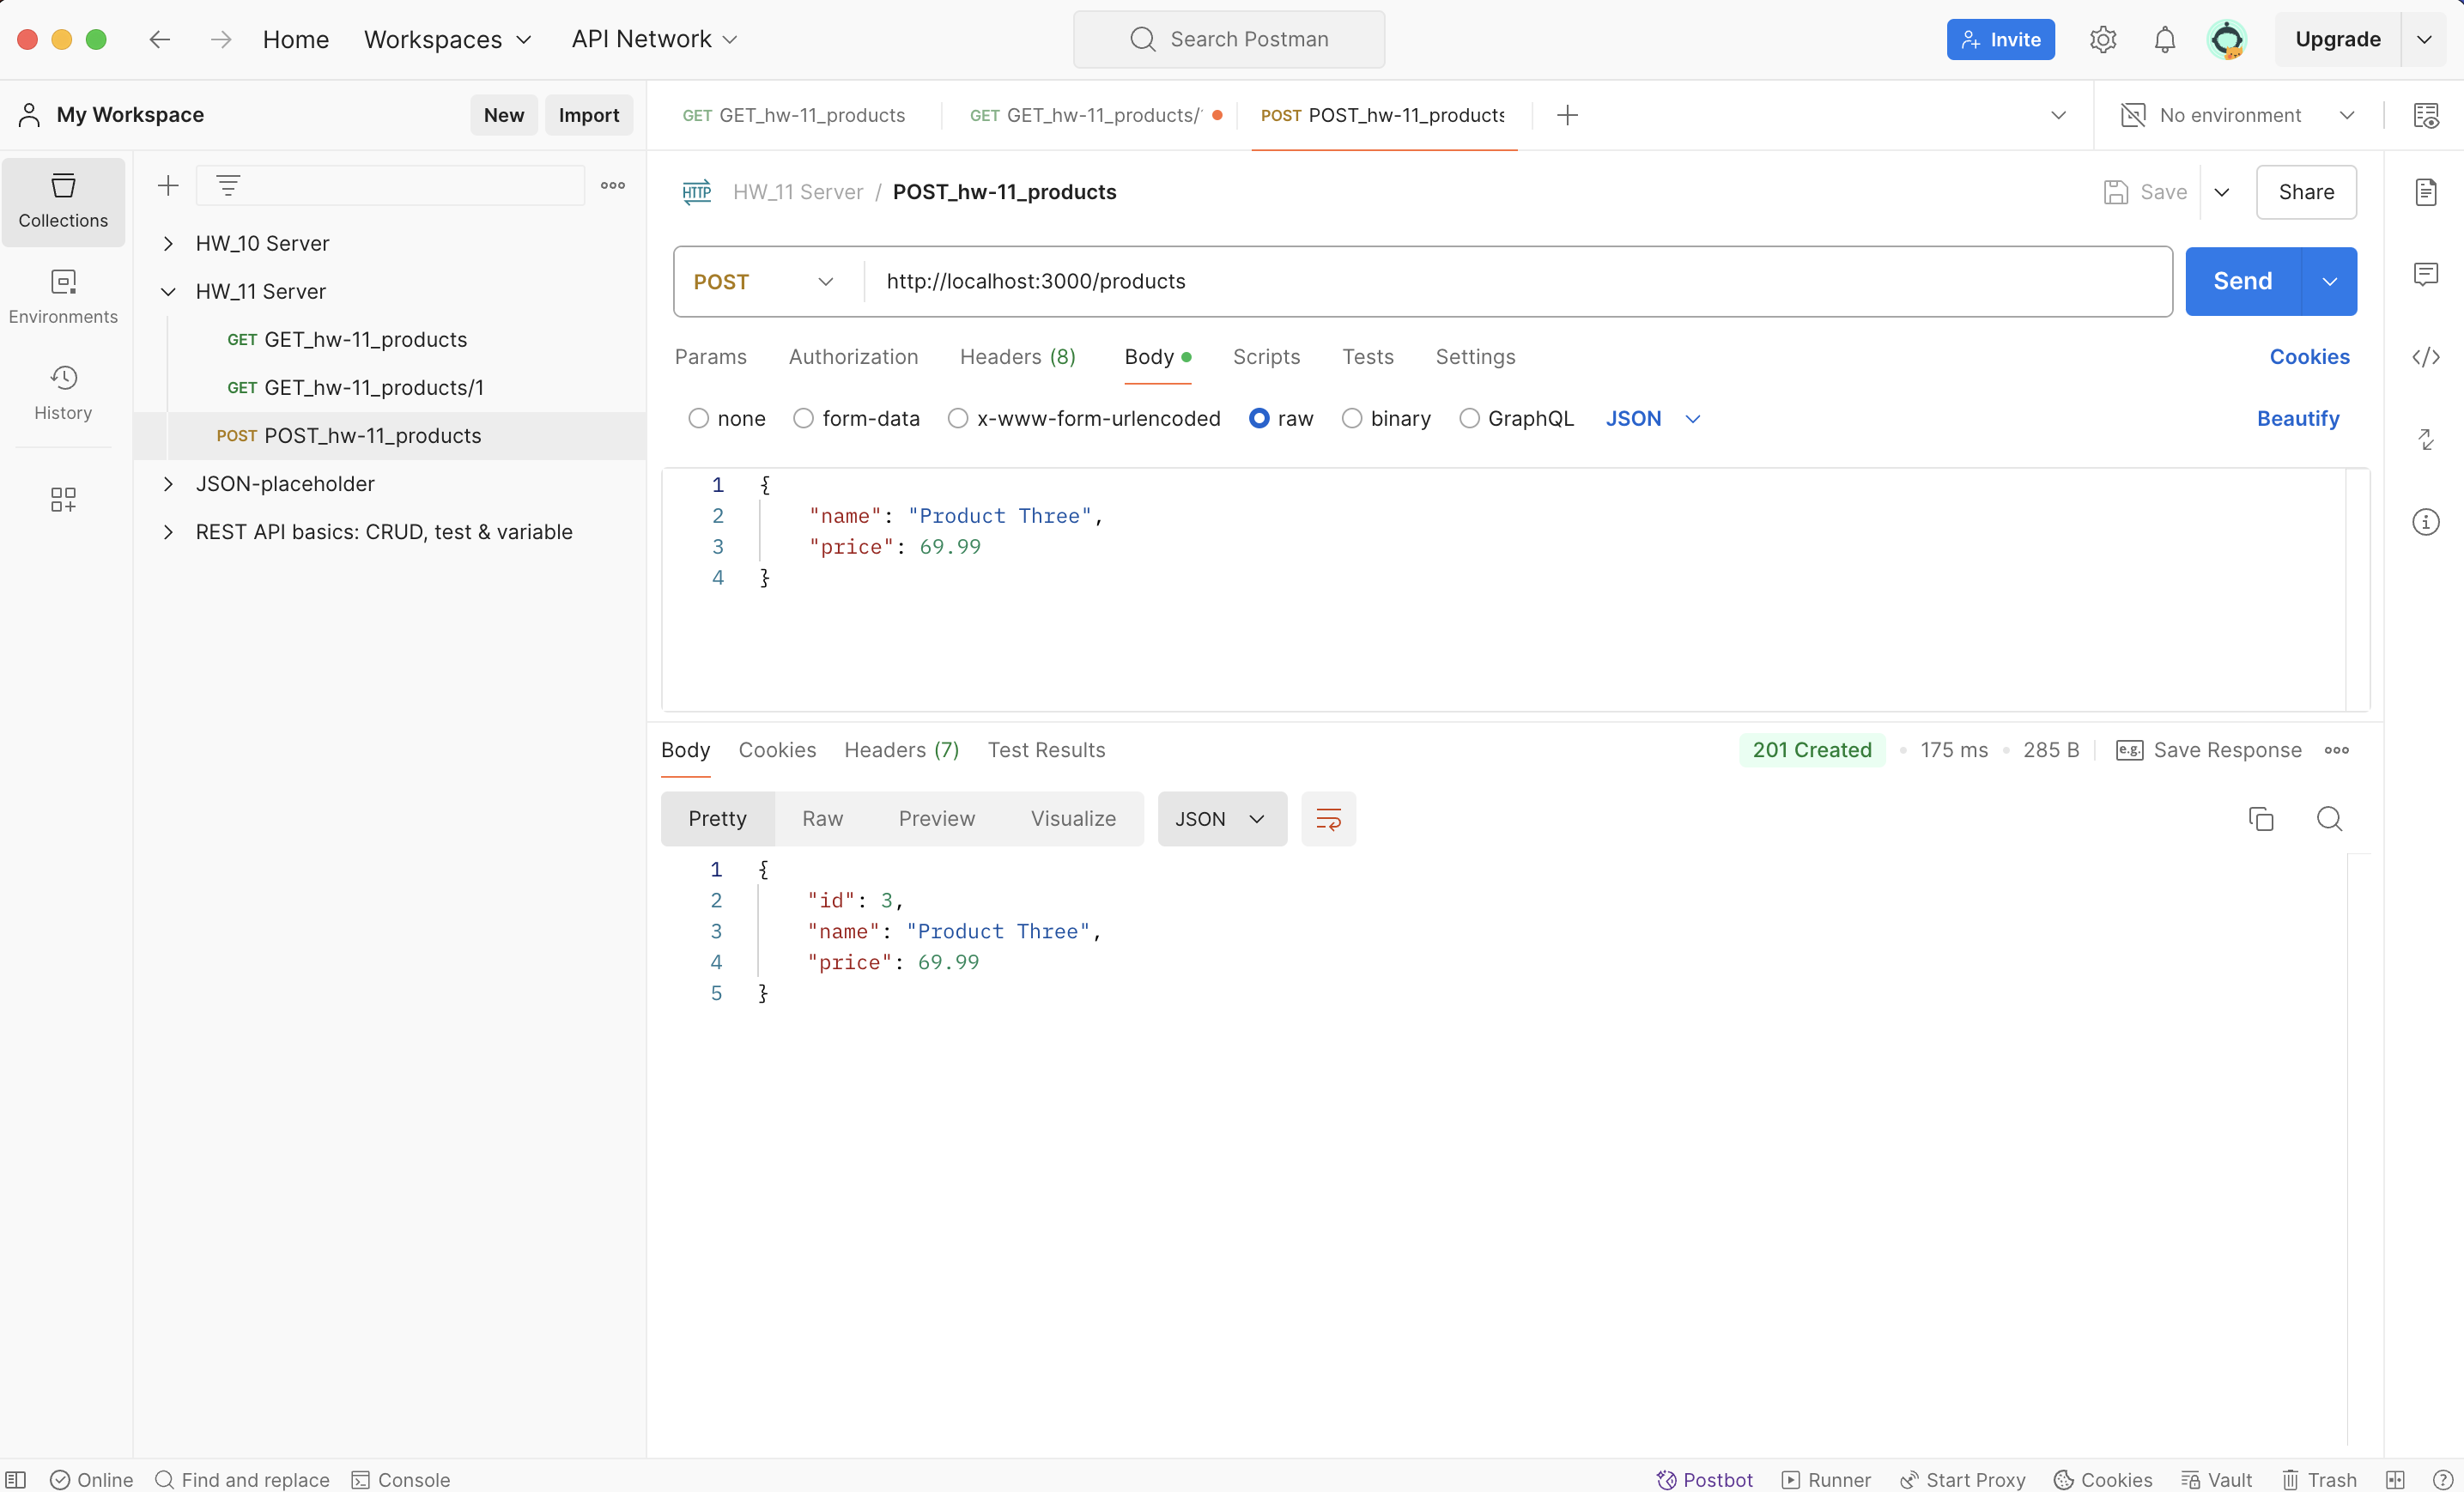 Home Workspaces API Network Search Postman Invite Upgrade
My Workspace New Import GET GET_hw-11_products GET GET_hw-11_products/ POST POST_hw-11_products No environment
Collections
Environments
History
HW_10 Server
HW_11 Server
GET GET_hw-11_products
GET GET_hw-11_products/1
POST POST_hw-11_products
JSON-placeholder
REST API basics: CRUD, test & variable
HTTP HW_11 Server / POST_hw-11_products Save Share
POST http://localhost:3000/products Send
Params Authorization Headers (8) Body Scripts Tests Settings Cookies
none form-data x-www-form-urlencoded raw binary GraphQL JSON Beautify
1 {
2 "name": "Product Three",
3 "price": 69.99
4 }
Body Cookies Headers (7) Test Results 201 Created 175 ms 285 B e.g. Save Response
Pretty Raw Preview Visualize JSON
1 {
2 "id": 3,
3 "name": "Product Three",
4 "price": 69.99
5 }
Online Find and replace Console Postbot Runner Start Proxy Cookies Vault Trash